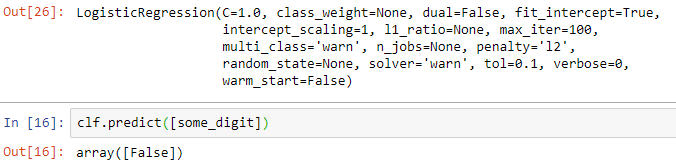 Out[26]: LogisticRegression(C=1.0, class_weight=None, dual=False, fit_intercept=True,
intercept_scaling=1, l1_ratio=None, max_iter=100,
multi_class='warn', n_jobs=None, penalty='l2',
random_state=None, solver='warn', tol=0.1, verbose=0,
warm_start=False)
In [16]: clf.predict([some_digit])
Out[16]: array([False])